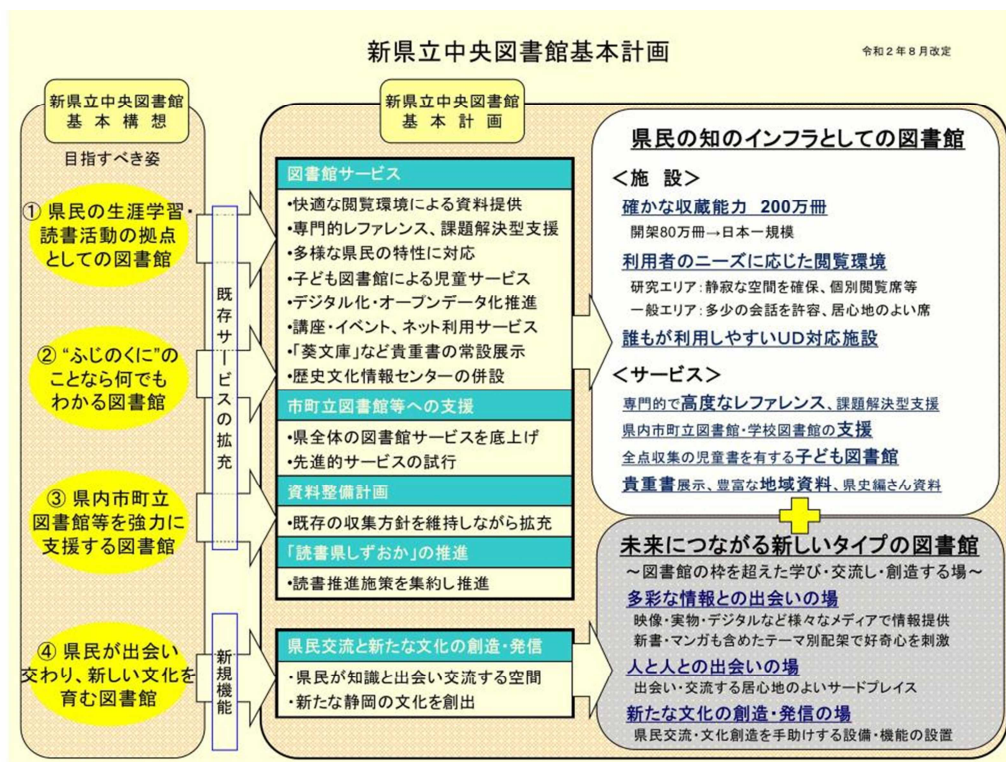 新県立中央図書館基本計画
令和2年8月改定
新県立中央図書館
基本構想
目指すべき姿
① 県民の生涯学習・
読書活動の拠点
としての図書館
② “ふじのくに”の
ことなら何でも
わかる図書館
③ 県内市町立
図書館等を強力に
支援する図書館
④ 県民が出会い
交わり、新しい文化を
育む図書館
既存サービスの拡充
新規機能
新県立中央図書館
基本計画
図書館サービス
・快適な閲覧環境による資料提供
・専門的レファレンス、課題解決型支援
・多様な県民の特性に対応
・子ども図書館による児童サービス
・デジタル化・オープンデータ化推進
・講座・イベント、ネット利用サービス
・「葵文庫」など貴重書の常設展示
・歴史文化情報センターの併設
市町立図書館等への支援
・県全体の図書館サービスを底上げ
・先進的サービスの試行
資料整備計画
・既存の収集方針を維持しながら拡充
「読書県しずおか」の推進
・読書推進施策を集約し推進
県民交流と新たな文化の創造・発信
・県民が知識と出会い交流する空間
・新たな静岡の文化を創出
県民の知のインフラとしての図書館
＜施 設＞
確かな収蔵能力 200万冊
開架80万冊→日本一規模
利用者のニーズに応じた閲覧環境
研究エリア：静寂な空間を確保、個別閲覧席等
一般エリア：多少の会話を許容、居心地のよい席
誰もが利用しやすいUD対応施設
＜サービス＞
専門的で高度なレファレンス、課題解決型支援
県内市町立図書館・学校図書館の支援
全点収集の児童書を有する子ども図書館
貴重書展示、豊富な地域資料、県史編さん資料
未来につながる新しいタイプの図書館
～図書館の枠を超えた学び・交流し・創造する場～
多彩な情報との出会いの場
映像・実物・デジタルなど様々なメディアで情報提供
新書・マンガも含めたテーマ別配架で好奇心を刺激
人と人との出会いの場
出会い・交流する居心地のよいサードプレイス
新たな文化の創造・発信の場
県民交流・文化創造を手助けする設備・機能の設置